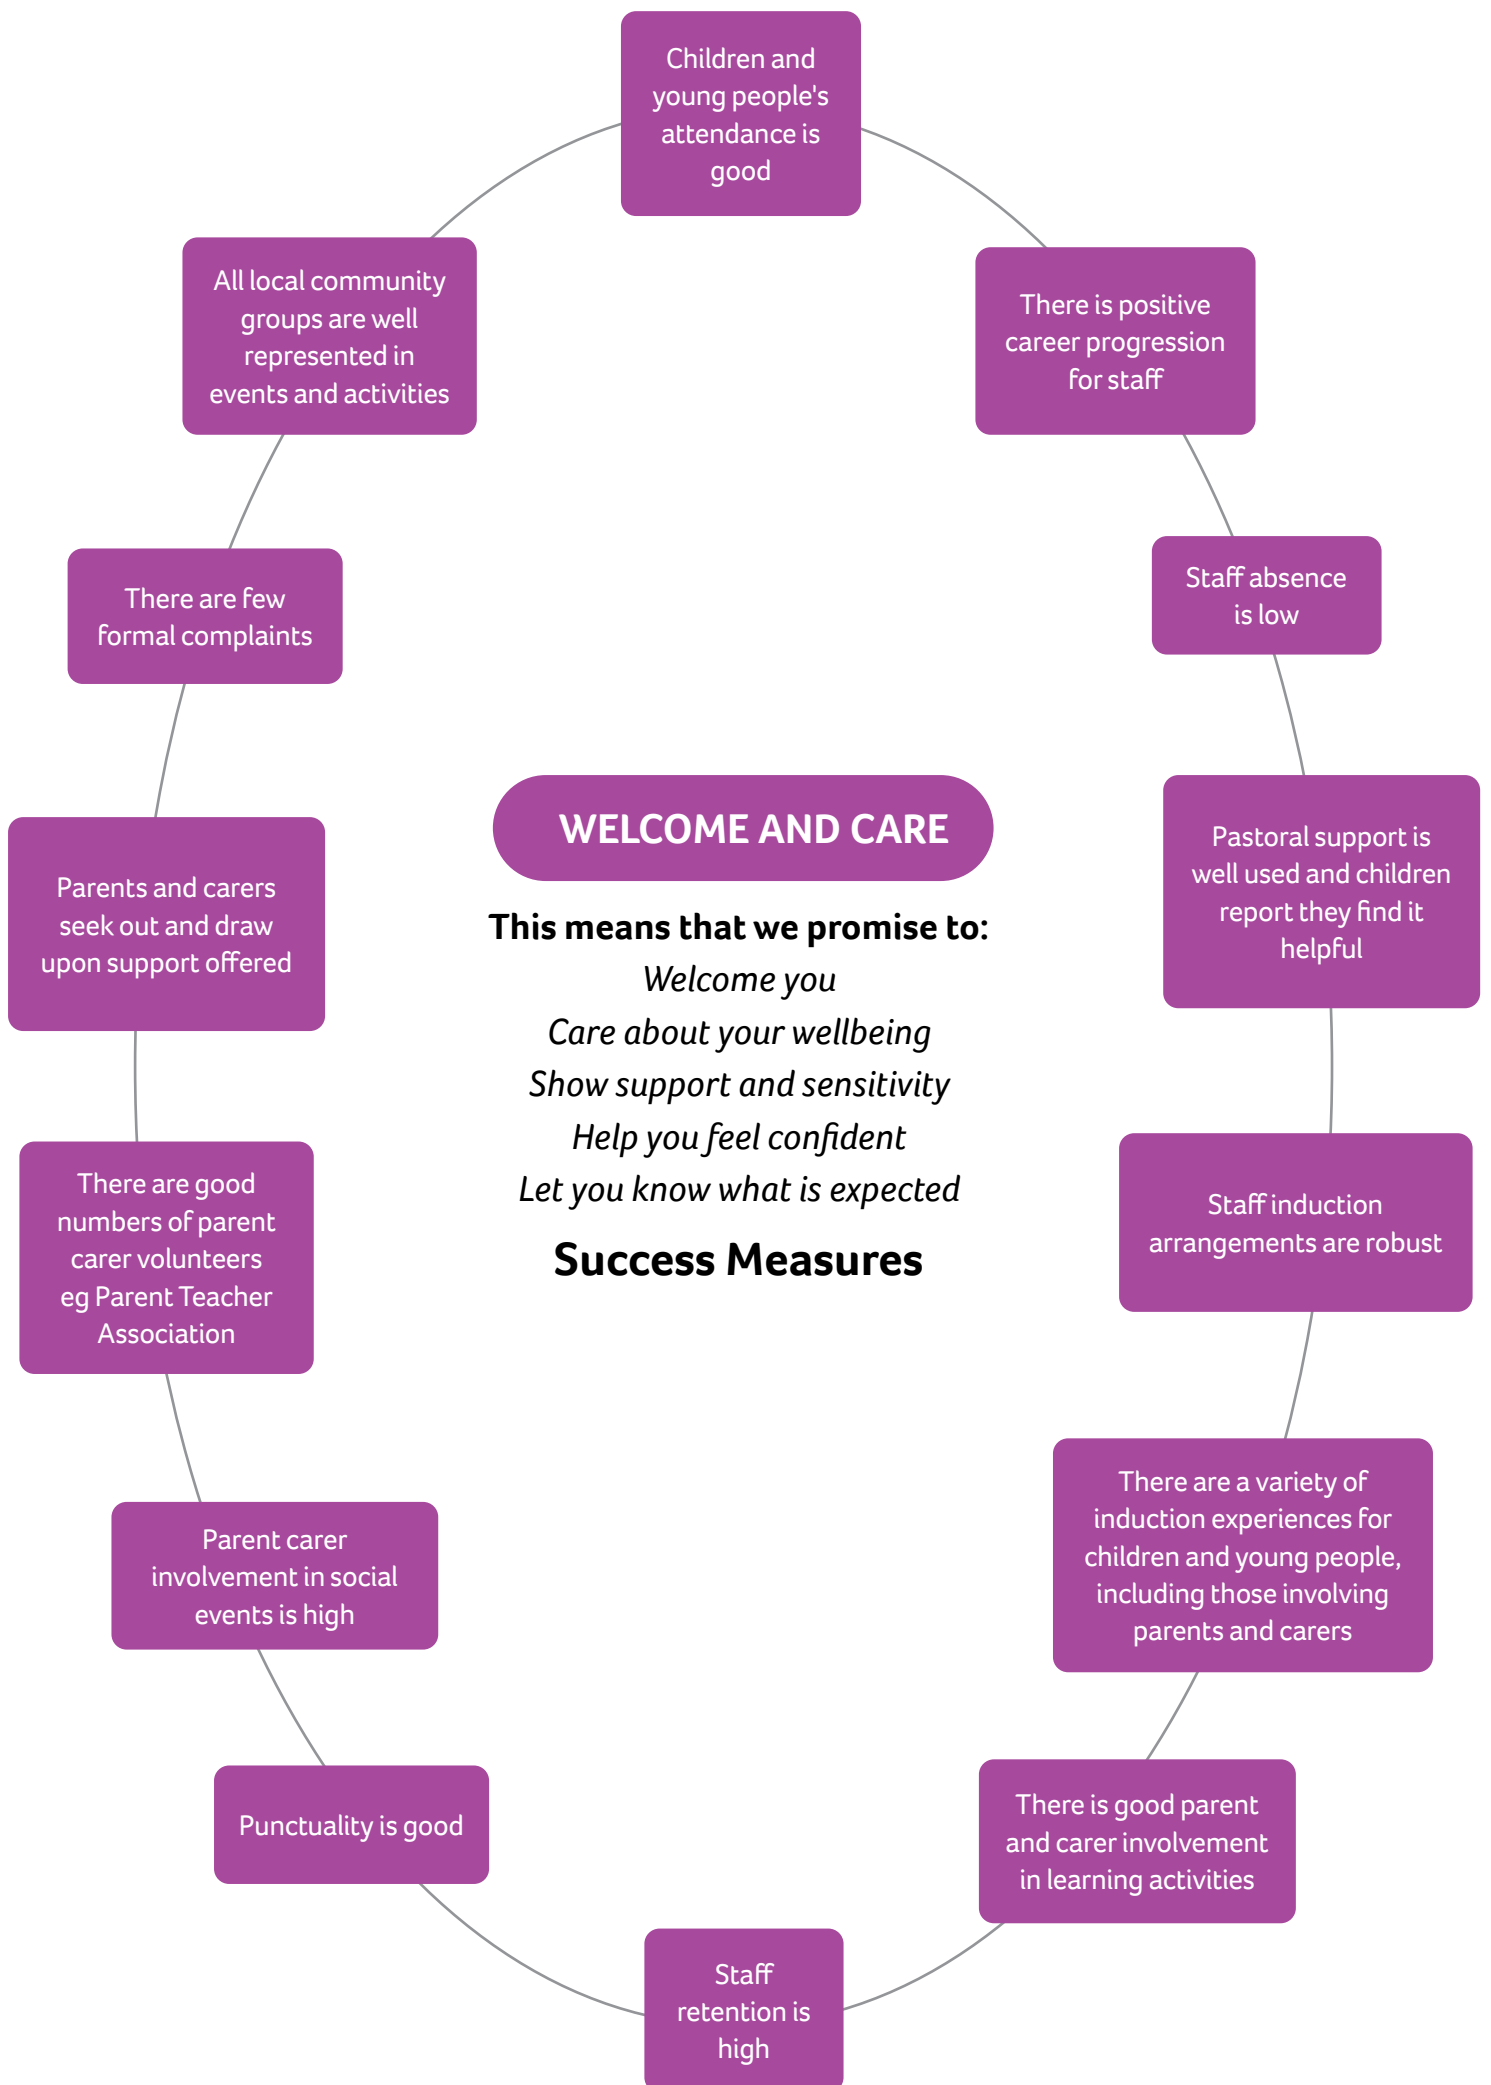 Children and
young people's
attendance is
good
There is positive
career progression
for staff
Staff absence
is low
Pastoral support is
well used and children
report they find it
helpful
Staff induction
arrangements are robust
There are a variety of
induction experiences for
children and young people,
including those involving
parents and carers
There is good parent
and carer involvement
in learning activities
Staff
retention is
high
Punctuality is good
Parent carer
involvement in social
events is high
There are good
numbers of parent
carer volunteers
eg Parent Teacher
Association
Parents and carers
seek out and draw
upon support offered
There are few
formal complaints
All local community
groups are well
represented in
events and activities
WELCOME AND CARE
This means that we promise to:
Welcome you
Care about your wellbeing
Show support and sensitivity
Help you feel confident
Let you know what is expected
Success Measures